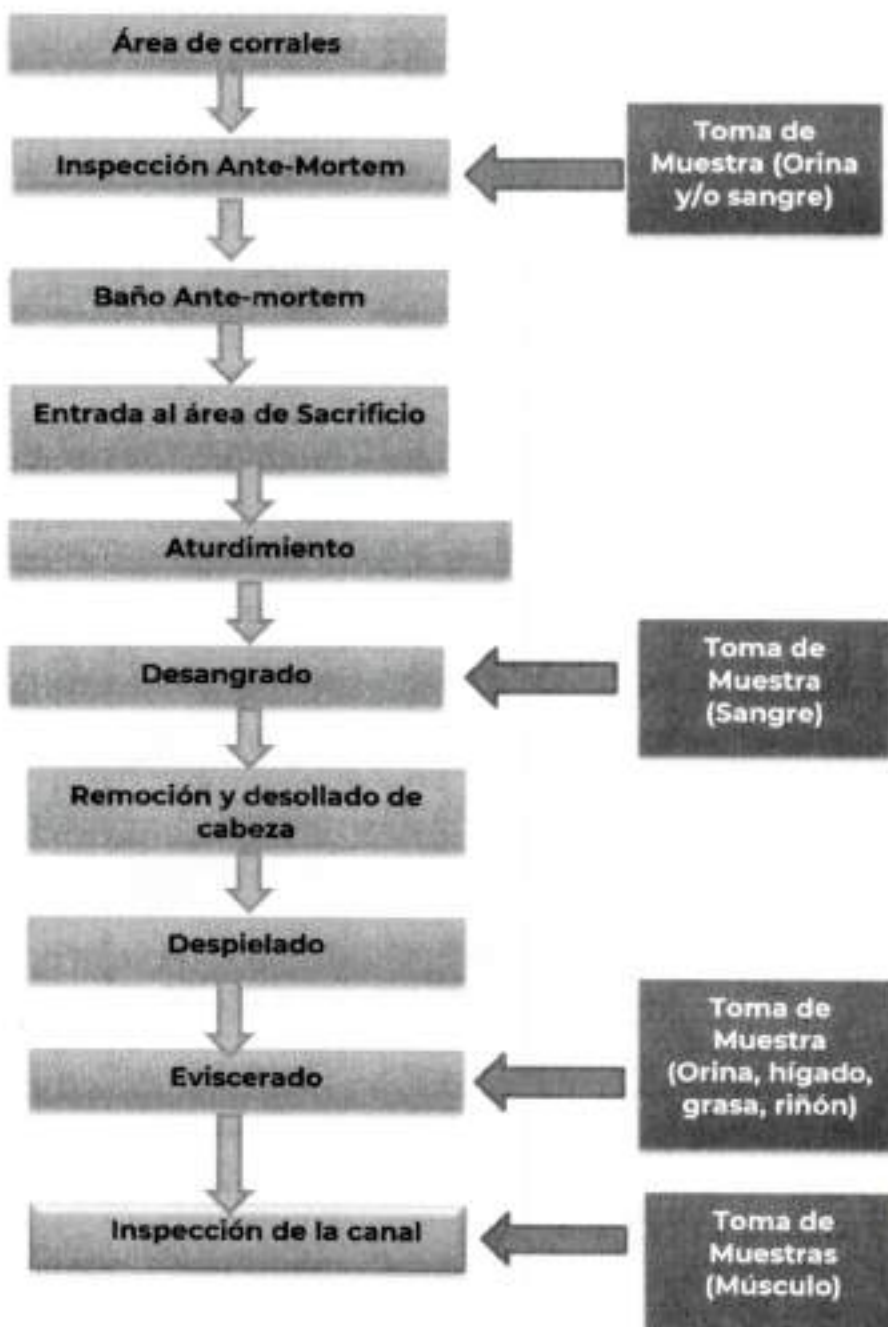 Área de corrales
Toma de
Muestra (Orina
y/o sangre)
Inspección Ante-Mortem
Baño Ante-mortem
Entrada al área de Sacrificio
Aturdimiento
Desangrado
Toma de
Muestra
(Sangre)
Remoción y desollado de
cabeza
Despielado
Eviscerado
Toma de
Muestra
(Orina, hígado,
grasa, riñón)
Inspección de la canal
Toma de
Muestras
(Músculo)